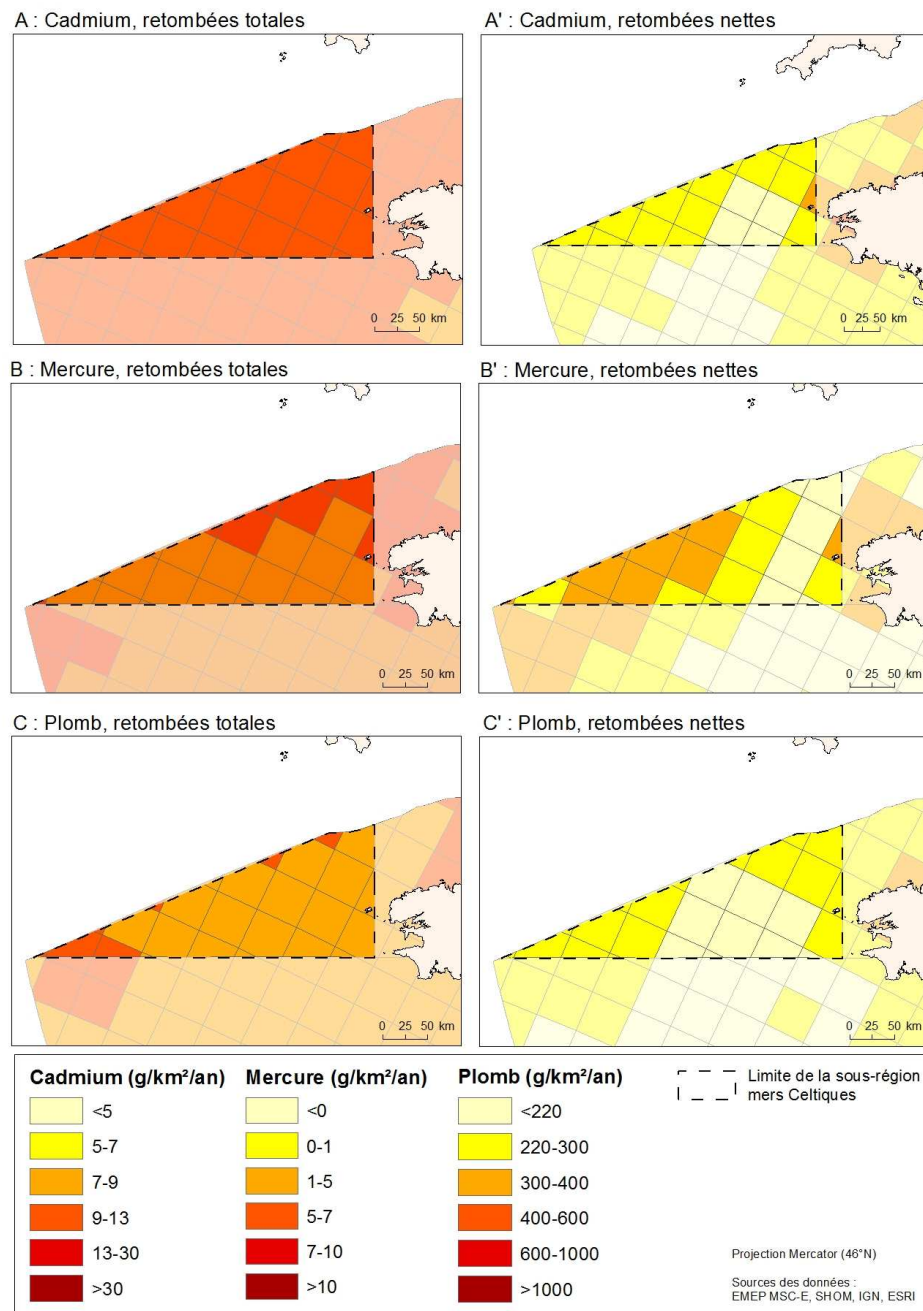 A : Cadmium, retombées totales
A' : Cadmium, retombées nettes
0 25 50 km
0 25 50 km
B : Mercure, retombées totales
B' : Mercure, retombées nettes
0 25 50 km
0 25 50 km
C : Plomb, retombées totales
C' : Plomb, retombées nettes
0 25 50 km
0 25 50 km
Cadmium (g/km²/an)
<5
5-7
7-9
9-13
13-30
>30
Mercure (g/km²/an)
<0
0-1
1-5
5-7
7-10
>10
Plomb (g/km²/an)
<220
220-300
300-400
400-600
600-1000
>1000
Limite de la sous-région
mers Celtiques
Projection Mercator (46°N)
Sources des données :
EMEP MSC-E, SHOM, IGN, ESRI